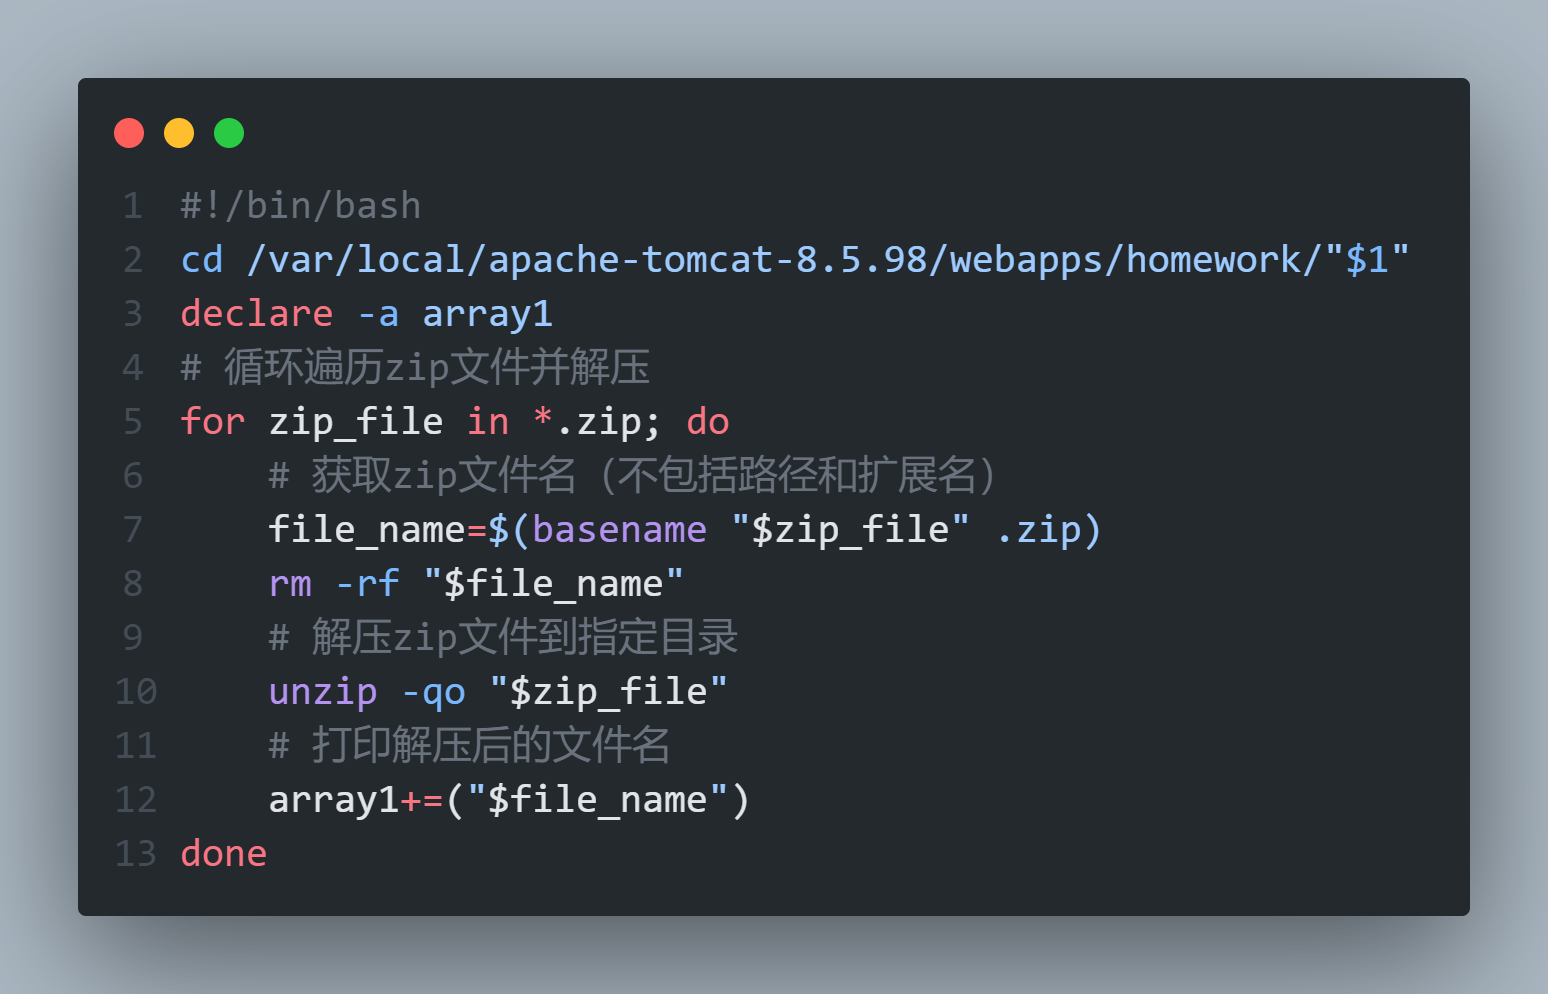 1 #!/bin/bash
2 cd /var/local/apache-tomcat-8.5.98/webapps/homework/"$1"
3 declare -a array1
4 # 循环遍历zip文件并解压
5 for zip_file in *.zip; do
6     # 获取zip文件名（不包括路径和扩展名）
7     file_name=$(basename "$zip_file" .zip)
8     rm -rf "$file_name"
9     # 解压zip文件到指定目录
10     unzip -qo "$zip_file"
11     # 打印解压后的文件名
12     array1+=("$file_name")
13 done